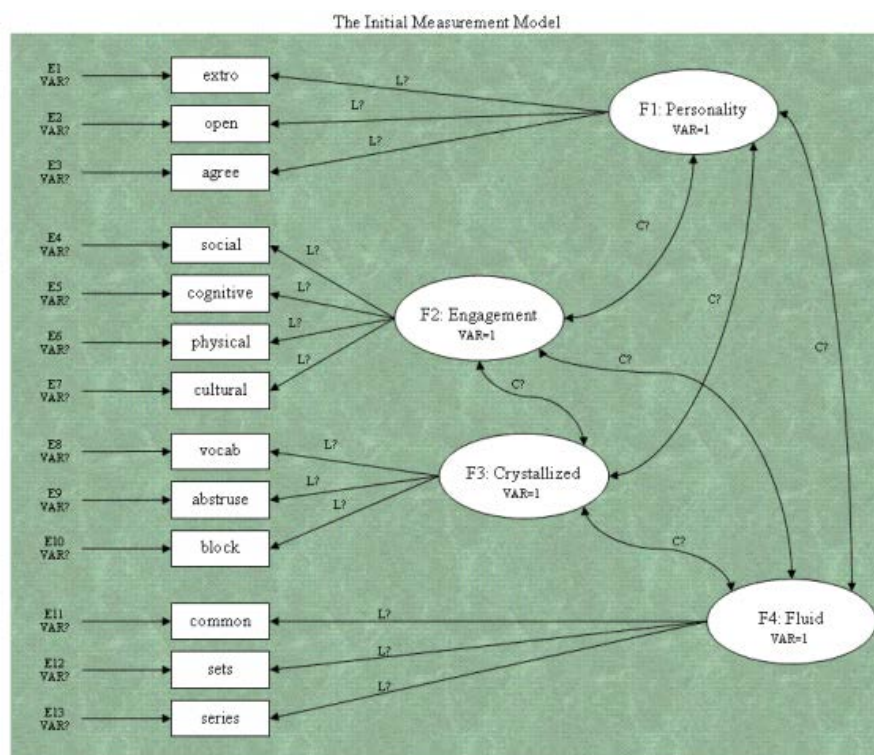 The Initial Measurement Model
E1
VAR?
extro
L?
E2
VAR?
open
L?
E3
VAR?
agree
L?
F1: Personality
VAR=1
E4
VAR?
social
L?
E5
VAR?
cognitive
L?
E6
VAR?
physical
L?
E7
VAR?
cultural
L?
F2: Engagement
VAR=1
C?
C?
C?
C?
C?
E8
VAR?
vocab
L?
E9
VAR?
abstruse
L?
E10
VAR?
block
L?
F3: Crystallized
VAR=1
C?
E11
VAR?
common
L?
E12
VAR?
sets
L?
E13
VAR?
series
L?
F4: Fluid
VAR=1